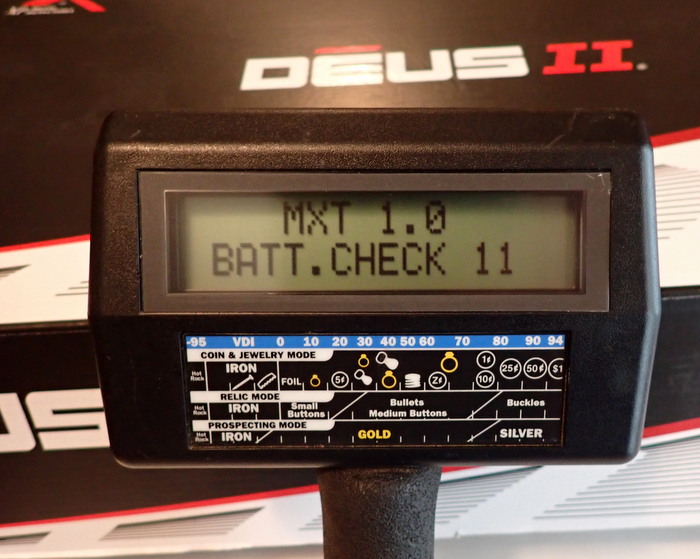 DEUS II
MXT 1.0
BATT.CHECK 11
-95 VDI 0 10 20 30 40 50 60 70 80 90 94
COIN & JEWELRY MODE
Hot Rock IRON FOIL 5¢ Z¢ 1¢ 10¢ 25¢ 50¢ $1
RELIC MODE
Hot Rock IRON Small Buttons Bullets Medium Buttons Buckles
PROSPECTING MODE
Hot Rock IRON GOLD SILVER
US